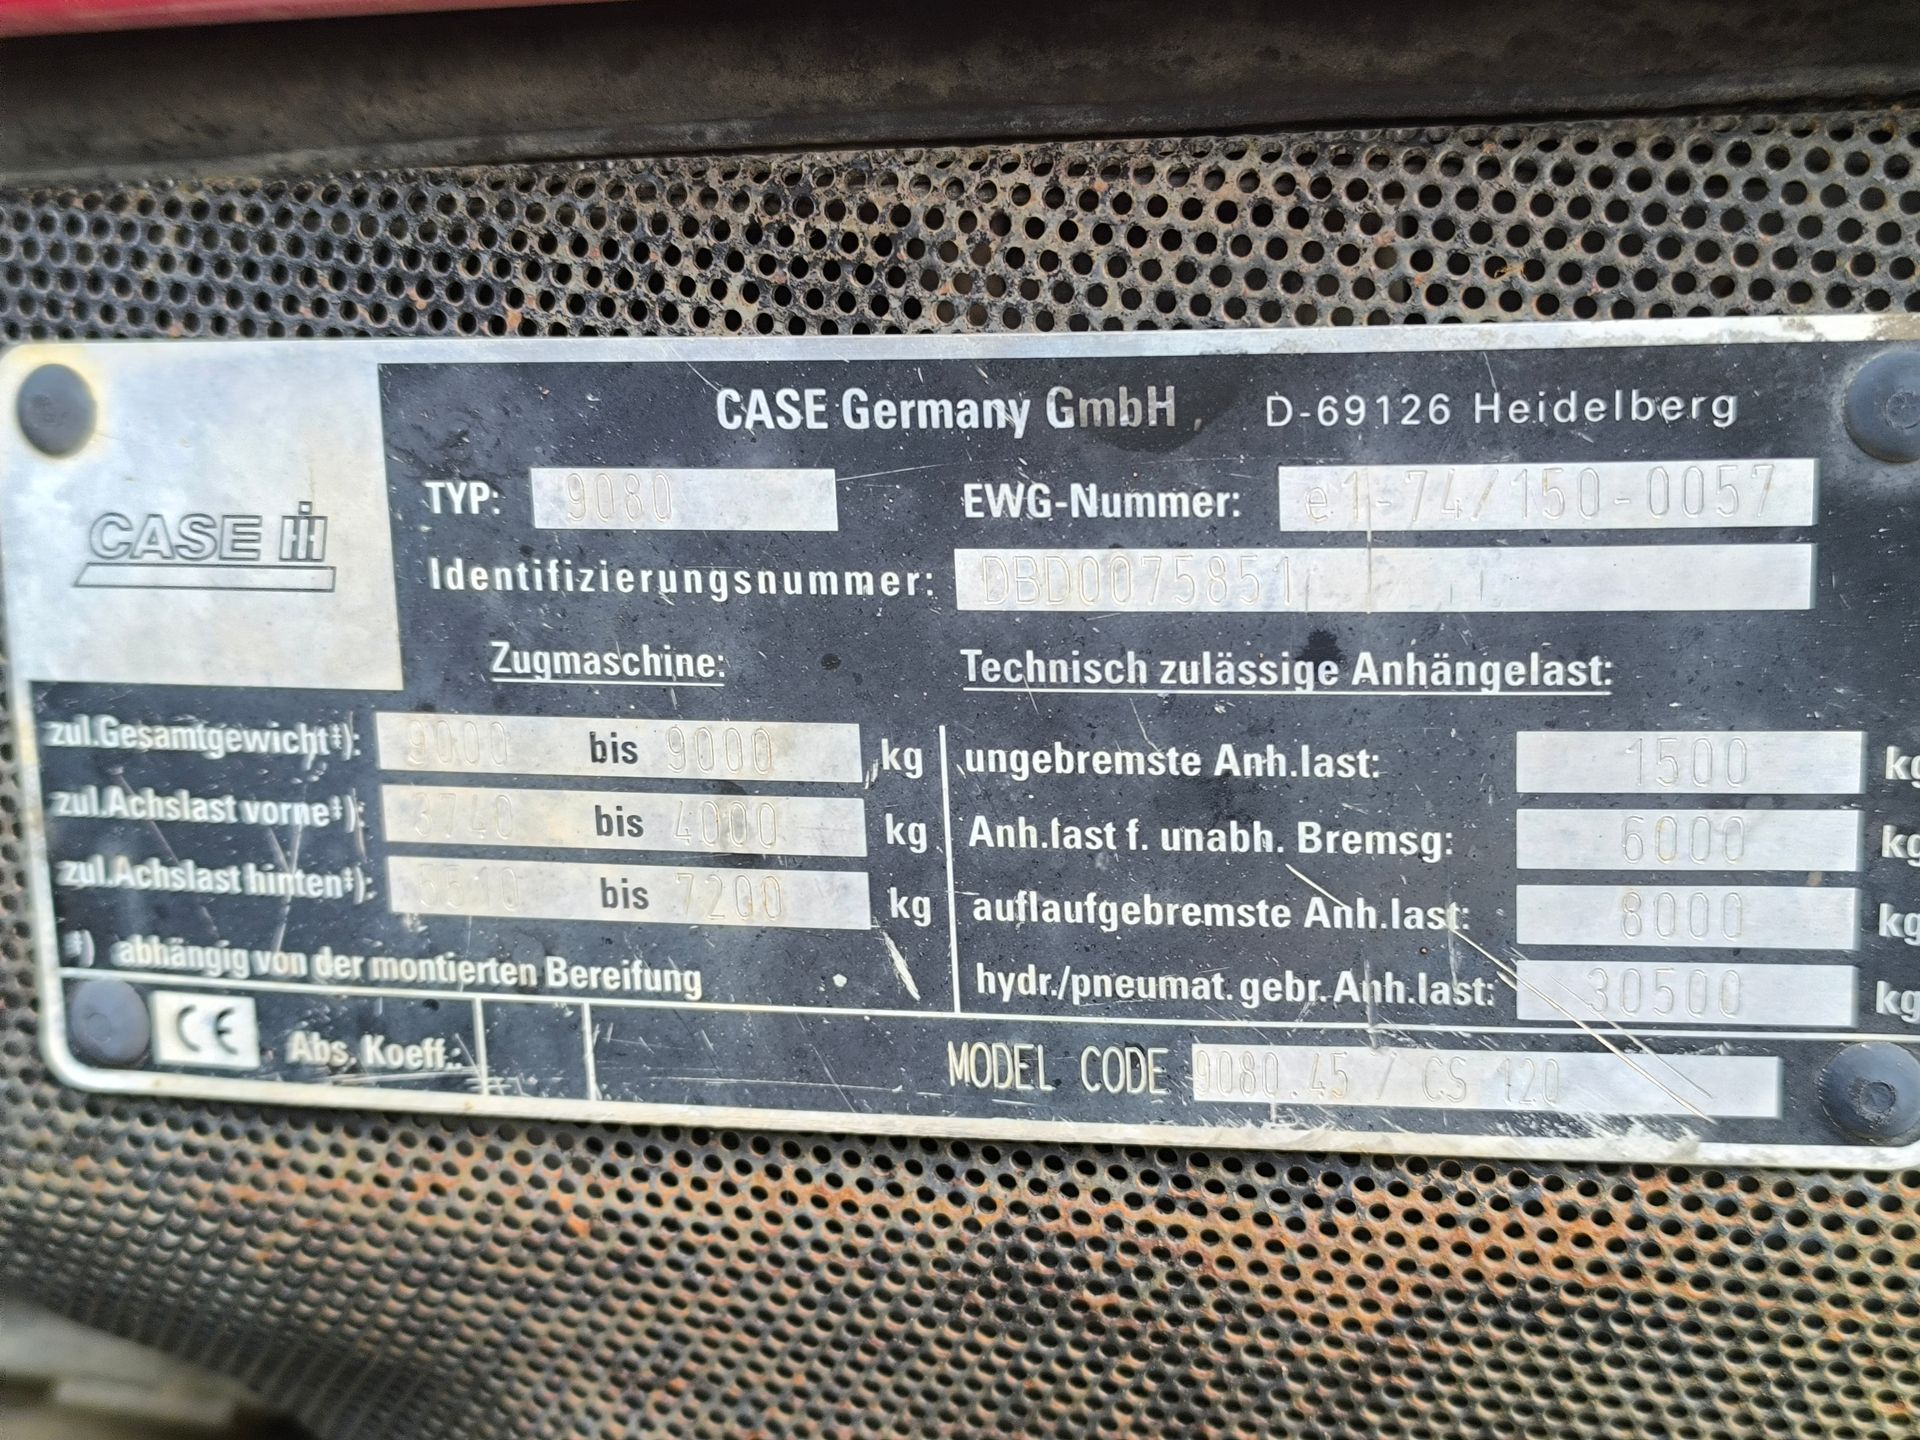 CASE Germany GmbH, D-69126 Heidelberg
CASE IH
TYP: 9080 EWG-Nummer: e1-74/150-0057
Identifizierungsnummer: DBD0075851
Zugmaschine: Technisch zulässige Anhängelast:
zul.Gesamtgewicht*): 9000 bis 9000 kg ungebremste Anh.last: 1500 kg
zul.Achslast vorne*): 3740 bis 4000 kg Anh.last f. unabh. Bremsg: 6000 kg
zul.Achslast hinten*): 5510 bis 7200 kg auflaufgebremste Anh.last: 8000 kg
*) abhängig von der montierten Bereifung hydr./pneumat. gebr. Anh.last: 30500 kg
CE Abs. Koeff.: MODEL CODE 9080.45 / CS 120